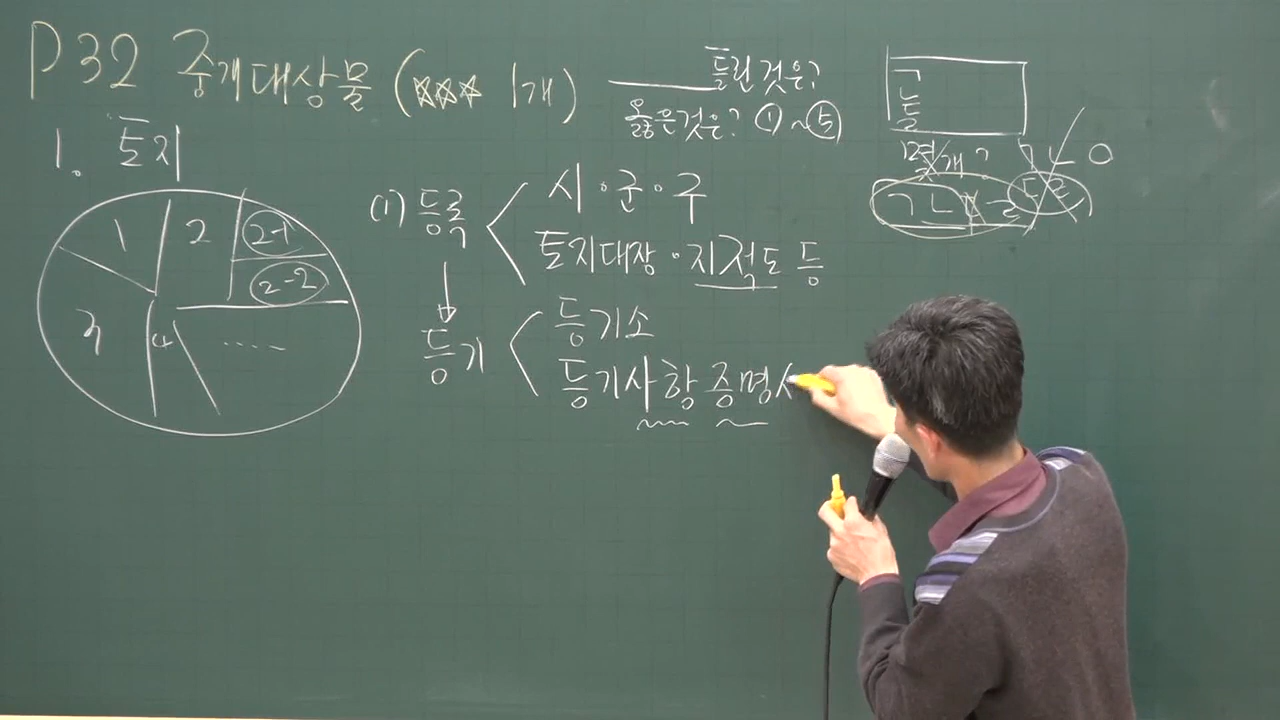 P32 중개대상물 (☆☆☆ 1개)
틀린것은?
옳은것은? ①~⑤
ㄱ
ㄴ
ㄷ
몇개?
ㄱㄴㄷㄹ
1. 토지
1 2 2-1
2-2
3 4 .....
(1) 등록
시·군·구
토지대장·지적도 등
↓
등기
등기소
등기사항증명